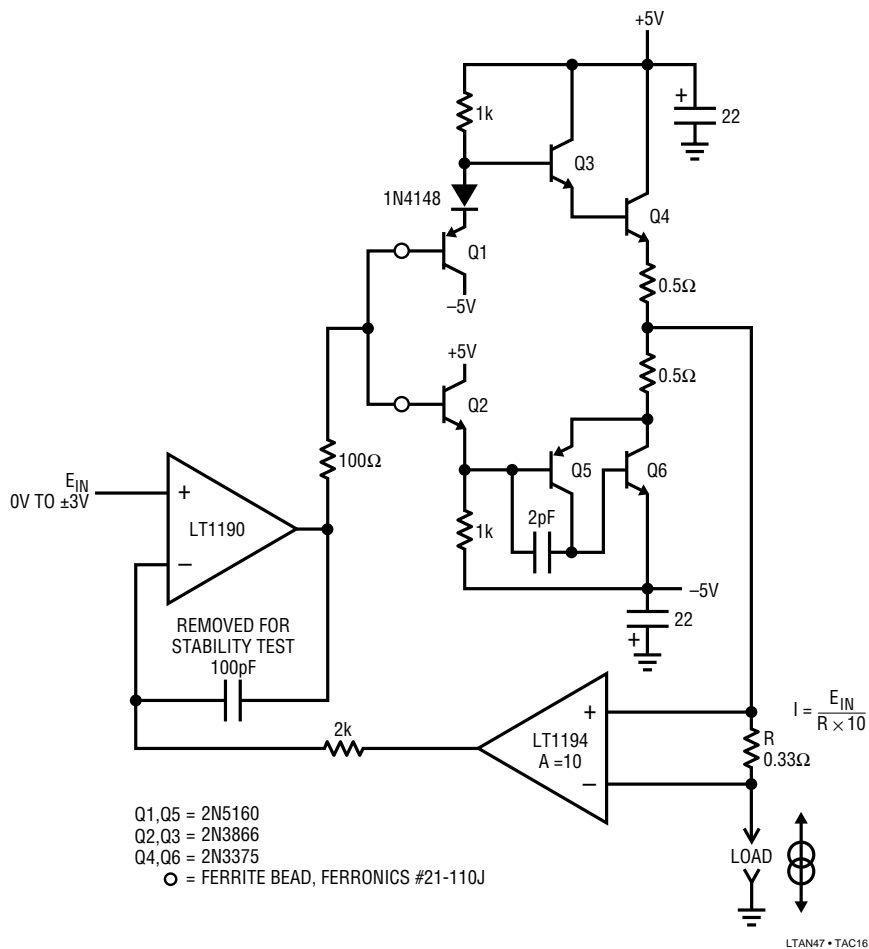 +5V
1k
+
22
Q3
1N4148
Q4
Q1
0.5Ω
–5V
+5V
0.5Ω
Q2
100Ω
Q5
Q6
EIN
0V TO ±3V
+
LT1190
–
2pF
1k
–5V
REMOVED FOR
STABILITY TEST
100pF
22
+
2k
+
LT1194
A =10
–
I = EIN
R × 10
R
0.33Ω
Q1,Q5 = 2N5160
Q2,Q3 = 2N3866
Q4,Q6 = 2N3375
= FERRITE BEAD, FERRONICS #21-110J
LOAD
LTAN47 • TAC16